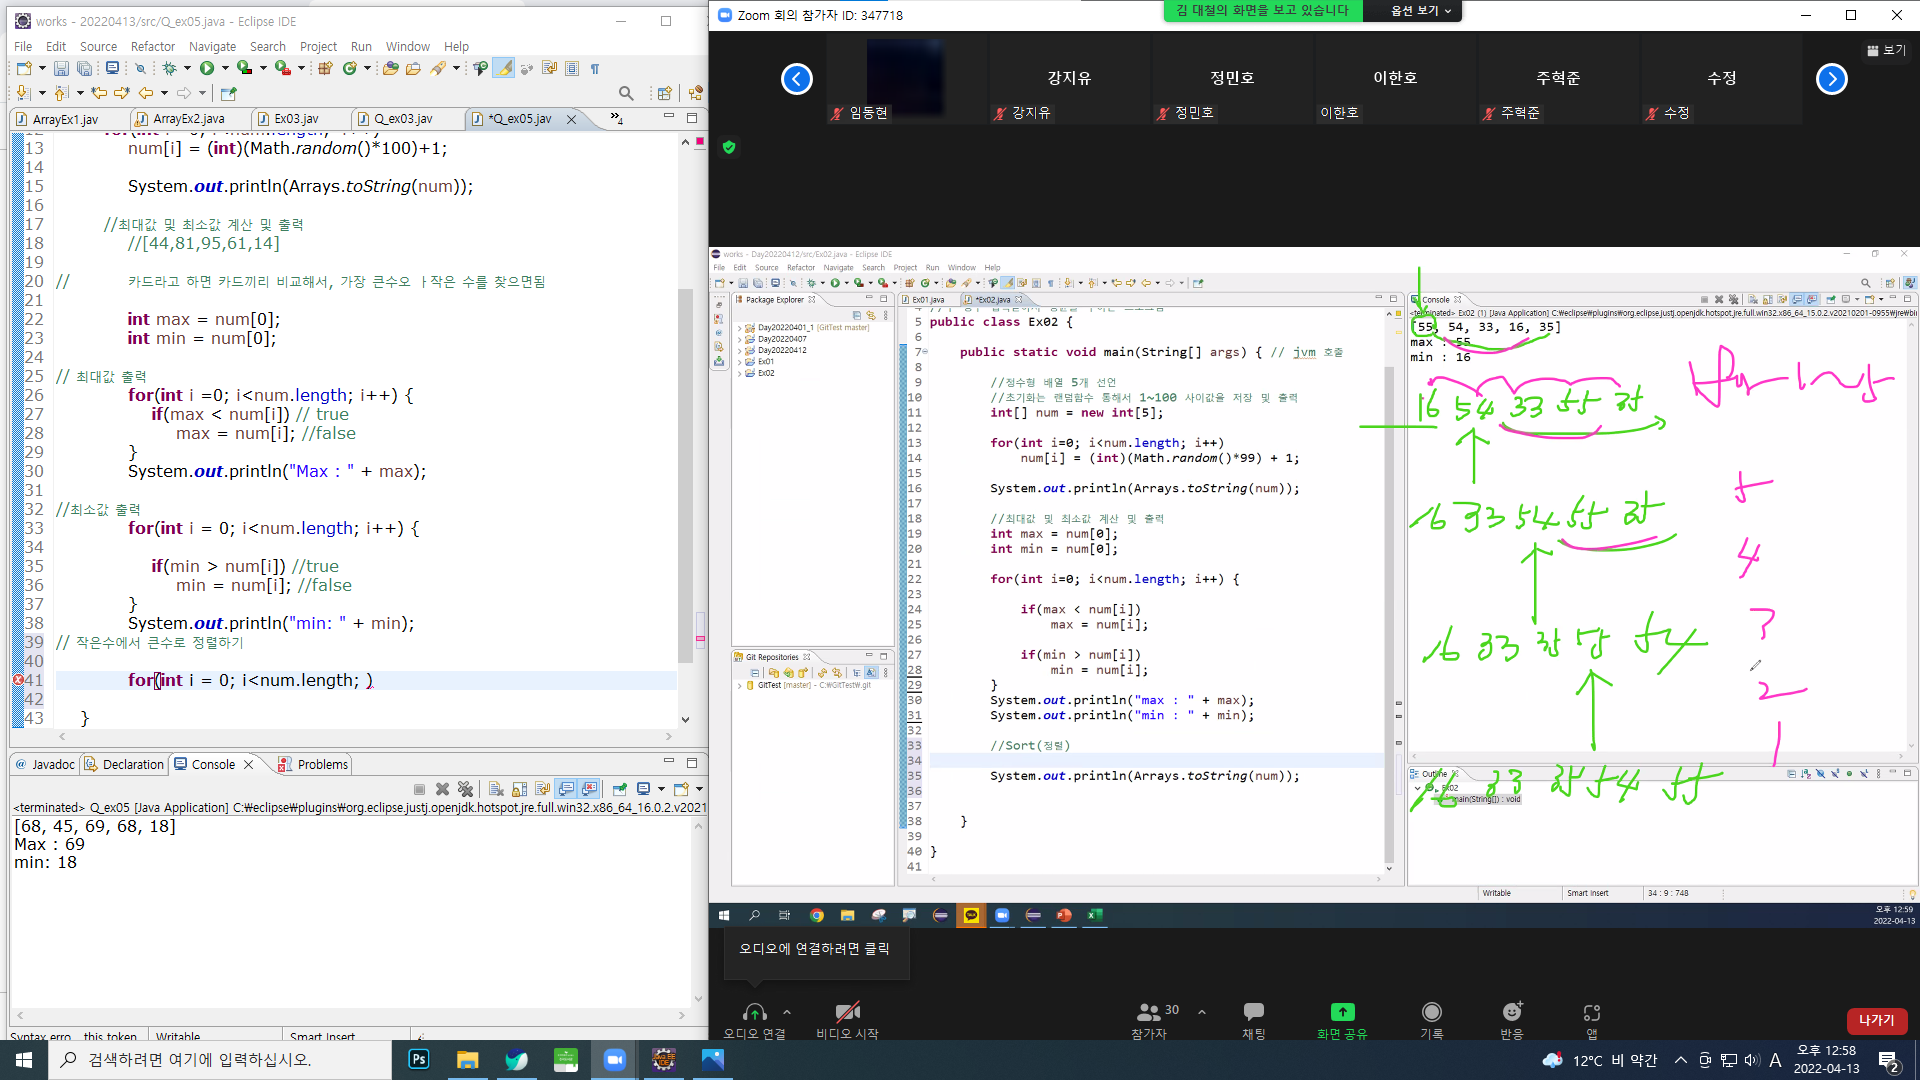 works - 20220413/src/Q_ex05.java - Eclipse IDE
File Edit Source Refactor Navigate Search Project Run Window Help
ArrayEx1.jav ArrayEx2.java Ex03.jav Q_ex03.jav *Q_ex05.jav
13 num[i] = (int)(Math.random()*100)+1;
14
15 System.out.println(Arrays.toString(num));
16
17 //최대값 및 최소값 계산 및 출력
18 //[44,81,95,61,14]
19
20 // 카드라고 하면 카드끼리 비교해서, 가장 큰수오 ㅏ작은 수를 찾으면됨
21
22 int max = num[0];
23 int min = num[0];
24
25 // 최대값 출력
26 for(int i =0; i<num.length; i++) {
27 if(max < num[i]) // true
28 max = num[i]; //false
29 }
30 System.out.println("Max : " + max);
31
32 //최소값 출력
33 for(int i = 0; i<num.length; i++) {
34
35 if(min > num[i]) //true
36 min = num[i]; //false
37 }
38 System.out.println("min: " + min);
39 // 작은수에서 큰수로 정렬하기
40
41 for(int i = 0; i<num.length; )
42
43 }
Javadoc Declaration Console Problems
<terminated> Q_ex05 [Java Application] C:₩eclipse₩plugins₩org.eclipse.justj.openjdk.hotspot.jre.full.win32.x86_64_16.0.2.v20210
[68, 45, 69, 68, 18]
Max : 69
min: 18
Writable Smart Insert
Zoom 회의 참가자 ID: 347718
김 대철의 화면을 보고 있습니다 옵션 보기
보기
강지유 정민호 이한호 주혁준 수정
임동현 강지유 정민호 이한호 주혁준 수정
works - Day20220412/src/Ex02.java - Eclipse IDE
File Edit Source Refactor Navigate Search Project Run Window Help
Package Explorer
Day20220401_1 [GitTest master]
Day20220407
Day20220412
Ex01
Ex02
Git Repositories
GitTest [master] - C:₩GitTest₩.git
Ex01.java *Ex02.java
5 public class Ex02 {
6
7 public static void main(String[] args) { // jvm 호출
8
9 //정수형 배열 5개 선언
10 //초기화는 랜덤함수 통해서 1~100 사이값을 저장 및 출력
11 int[] num = new int[5];
12
13 for(int i=0; i<num.length; i++)
14 num[i] = (int)(Math.random()*99) + 1;
15
16 System.out.println(Arrays.toString(num));
17
18 //최대값 및 최소값 계산 및 출력
19 int max = num[0];
20 int min = num[0];
21
22 for(int i=0; i<num.length; i++) {
23
24 if(max < num[i])
25 max = num[i];
26
27 if(min > num[i])
28 min = num[i];
29 }
30 System.out.println("max : " + max);
31 System.out.println("min : " + min);
32
33 //Sort(정렬)
34
35 System.out.println(Arrays.toString(num));
36
37
38 }
39
40 }
41
Console
<terminated> Ex02 (1) [Java Application] C:₩eclipse₩plugins₩org.eclipse.justj.openjdk.hotspot.jre.full.win32.x86_64_16.0.2.v20210201-0955₩jre₩bin
[55, 54, 33, 16, 35]
max : 55
min : 16
16 54 33 55 35
16 33 54 55 35
16 33 35 55 54
16 33 35 54 55
5
4
3
2
1
Outline
Ex02
main(String[]) : void
Writable Smart Insert 34 : 9 : 748
오후 12:59
2022-04-13
오디오에 연결하려면 클릭
오디오 연결 비디오 시작 참가자 30 채팅 화면 공유 기록 반응 앱 나가기
검색하려면 여기에 입력하십시오.
12°C 비 약간 A 오후 12:58
2022-04-13
2